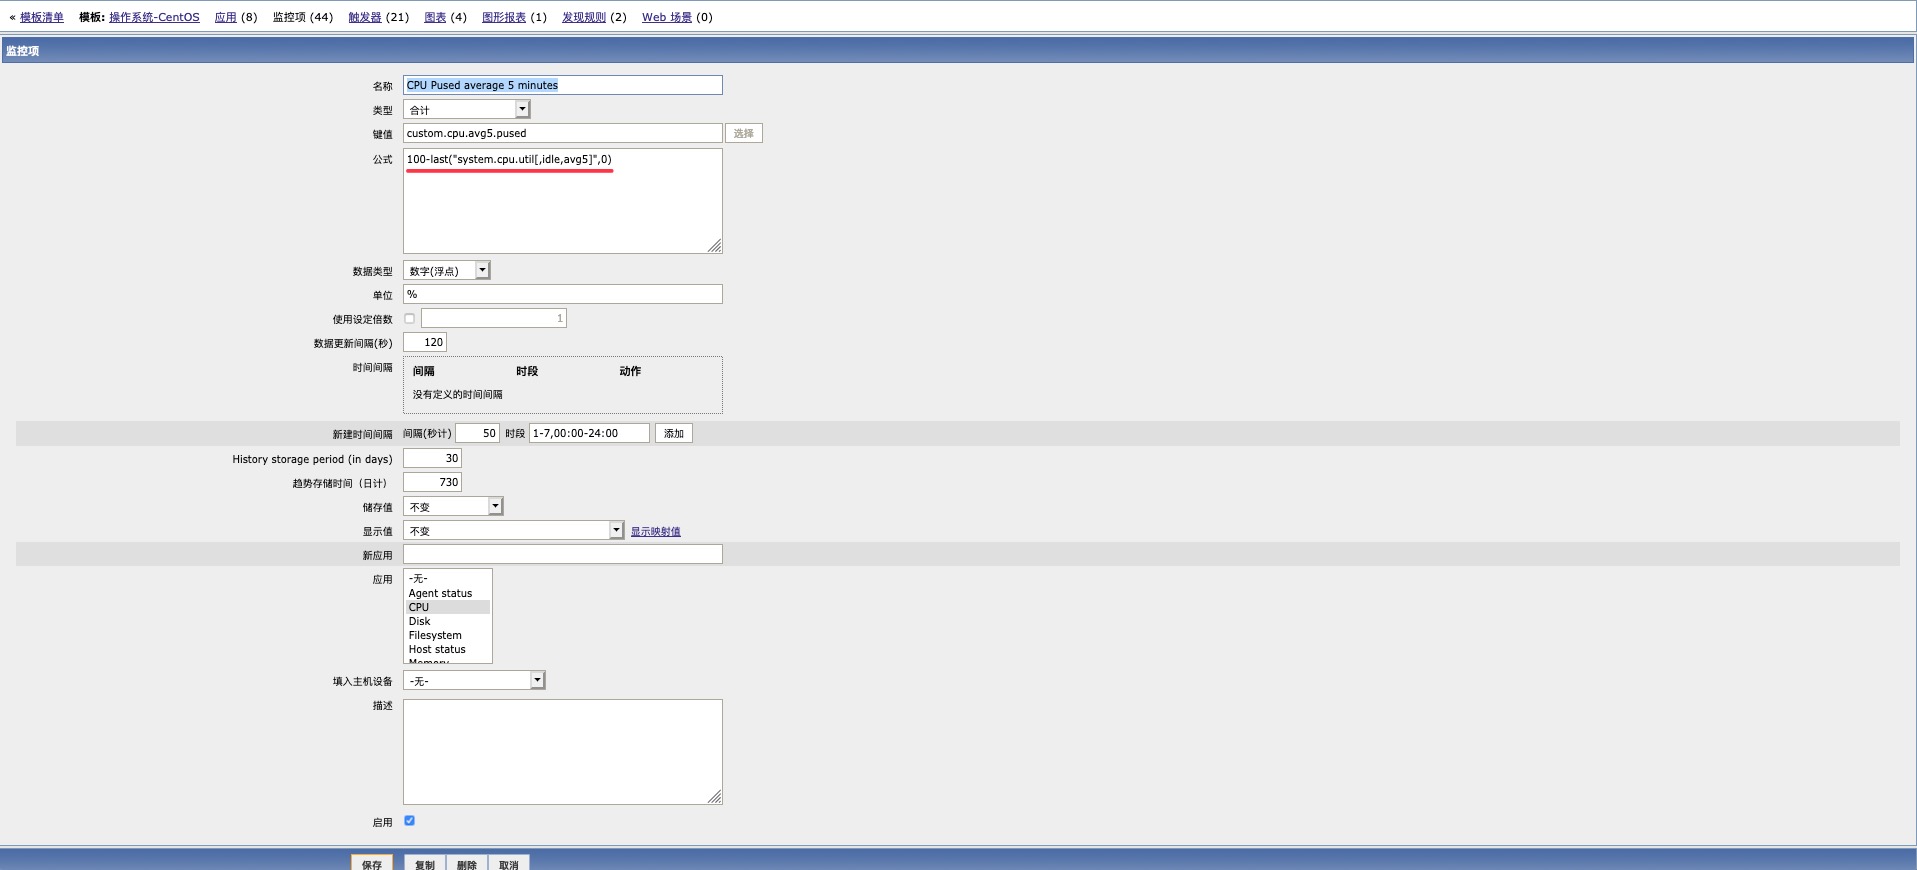 « 模板清单 模板: 操作系统-CentOS 应用 (8) 监控项 (44) 触发器 (21) 图表 (4) 图形报表 (1) 发现规则 (2) Web 场景 (0)
监控项
名称 CPU Pused average 5 minutes
类型 合计
键值 custom.cpu.avg5.pused 选择
公式 100-last("system.cpu.util[,idle,avg5]",0)
数据类型 数字(浮点)
单位 %
使用设定倍数 1
数据更新间隔(秒) 120
时间间隔 间隔 时段 动作
没有定义的时间间隔
新建时间间隔 间隔(秒计) 50 时段 1-7,00:00-24:00 添加
History storage period (in days) 30
趋势存储时间（日计） 730
储存值 不变
显示值 不变 显示映射值
新应用
应用 -无-
Agent status
CPU
Disk
Filesystem
Host status
Memory
填入主机设备 -无-
描述
启用
保存 复制 删除 取消